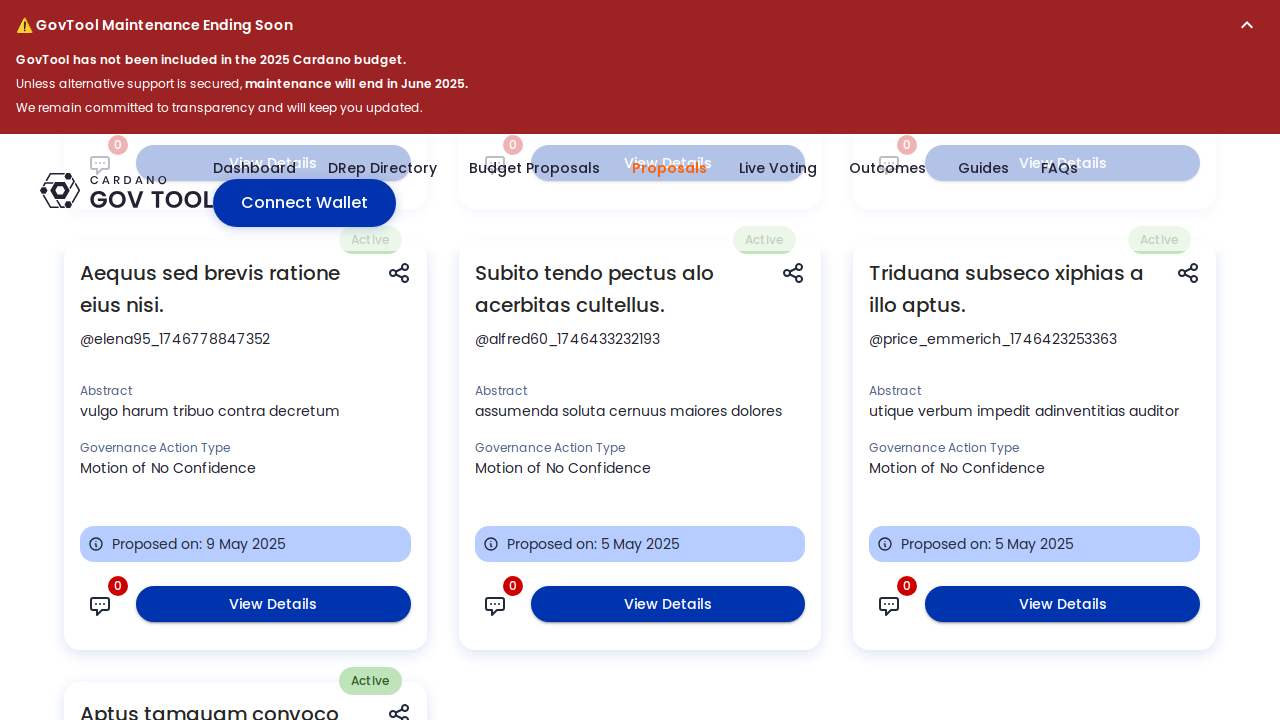 ⚠️ GovTool Maintenance Ending Soon
GovTool has not been included in the 2025 Cardano budget.
Unless alternative support is secured, maintenance will end in June 2025.
We remain committed to transparency and will keep you updated.
0
View Details
0
View Details
0
View Details
CARDANO
GOV TOOL
Dashboard
DRep Directory
Budget Proposals
Proposals
Live Voting
Outcomes
Guides
FAQs
Connect Wallet
Active
Aequus sed brevis ratione
eius nisi.
@elena95_1746778847352
Abstract
vulgo harum tribuo contra decretum
Governance Action Type
Motion of No Confidence
Proposed on: 9 May 2025
0
View Details
Active
Subito tendo pectus alo
acerbitas cultellus.
@alfred60_1746433232193
Abstract
assumenda soluta cernuus maiores dolores
Governance Action Type
Motion of No Confidence
Proposed on: 5 May 2025
0
View Details
Active
Triduana subseco xiphias a
illo aptus.
@price_emmerich_1746423253363
Abstract
utique verbum impedit adinventitias auditor
Governance Action Type
Motion of No Confidence
Proposed on: 5 May 2025
0
View Details
Active
Aptus tamquam convoco